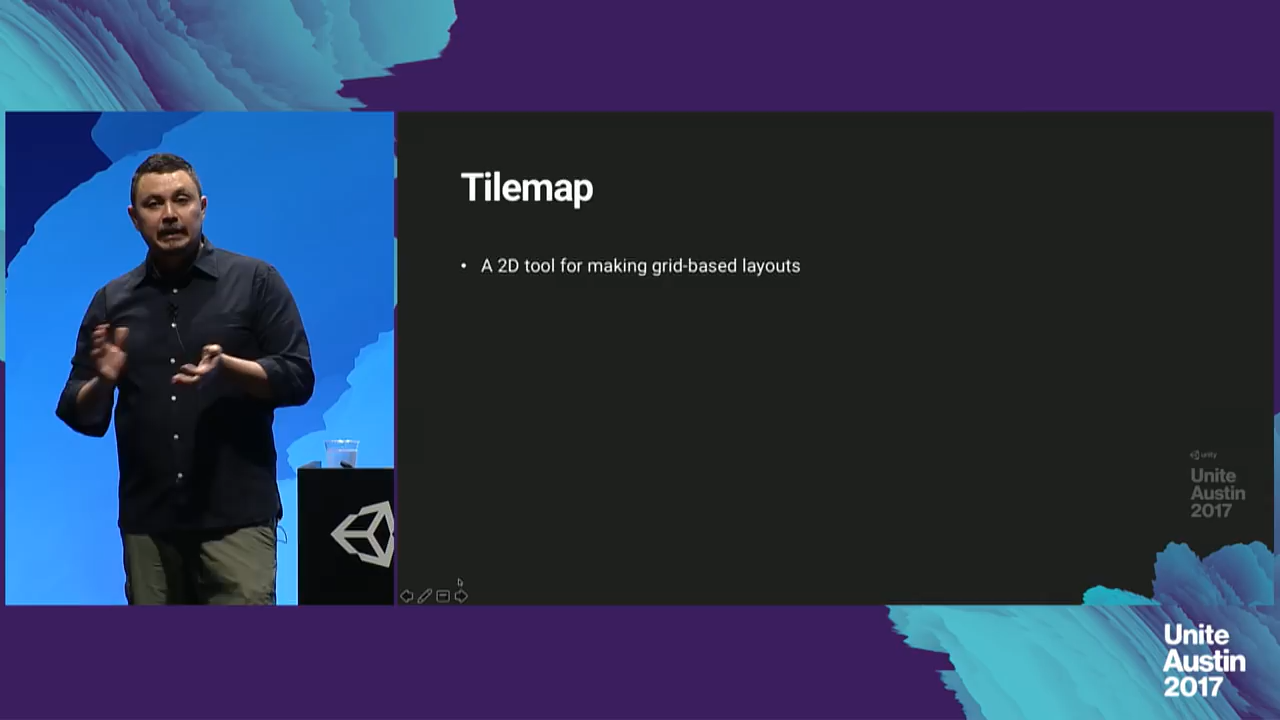 Tilemap
• A 2D tool for making grid-based layouts
unity
Unite
Austin
2017
Unite
Austin
2017